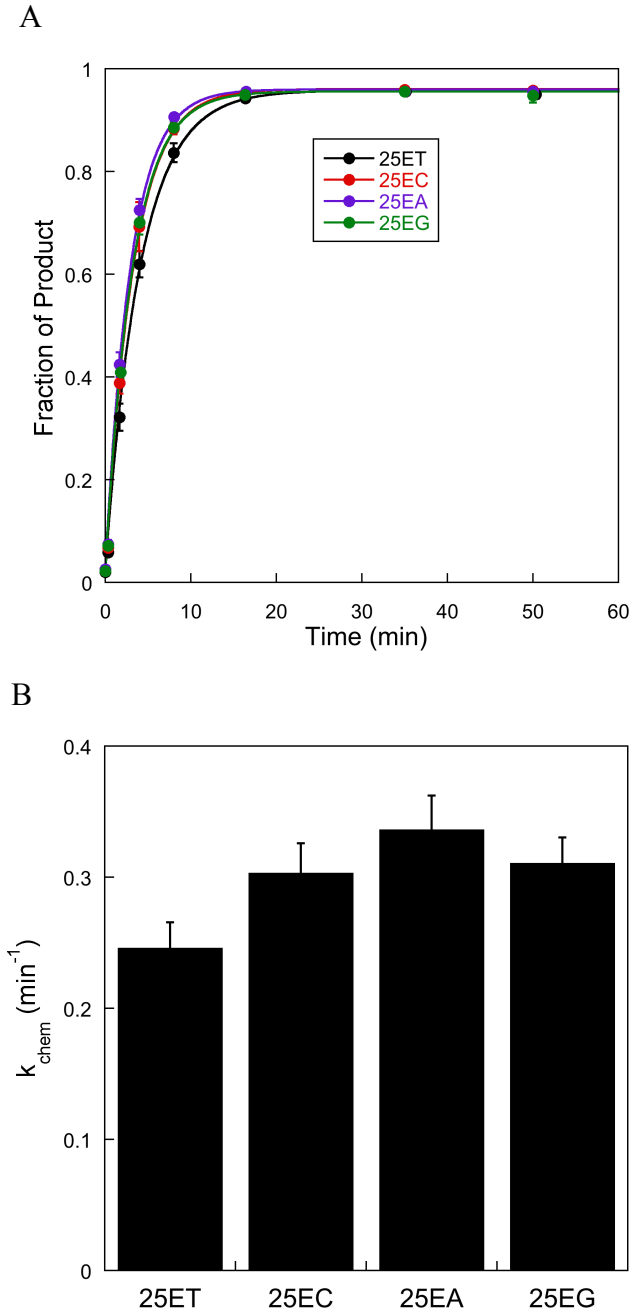 A
1
0.8
0.6
0.4
0.2
0
Fraction of Product
25ET
25EC
25EA
25EG
0 10 20 30 40 50 60
Time (min)
B
0.4
0.3
0.2
0.1
0
k_chem (min^-1)
25ET 25EC 25EA 25EG